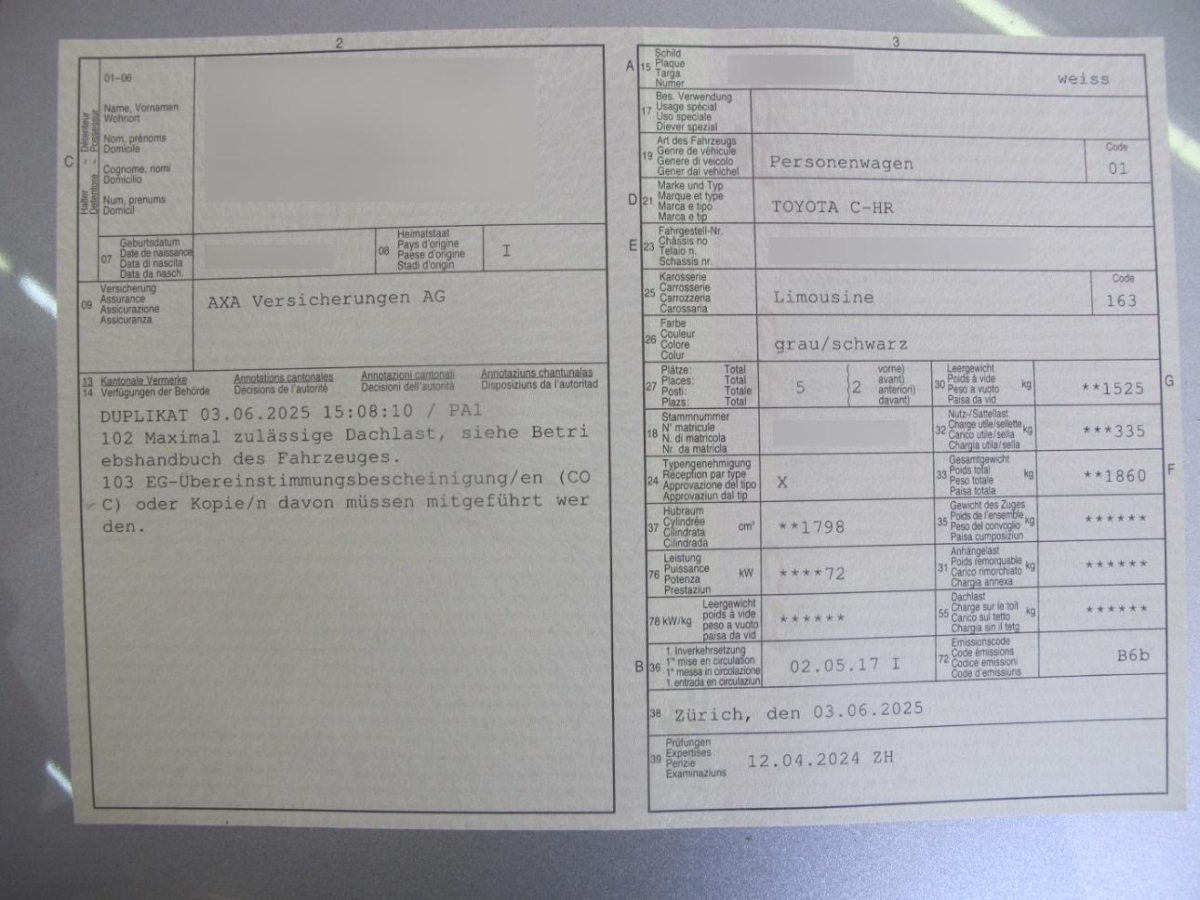 2
01-06
C
Halter - Détenteur
Detentore - Possessur
Name, Vornamen
Wohnort
Nom, prénoms
Domicile
Cognome, nomi
Domicilio
Num, prenums
Domicil
07
Geburtsdatum
Date de naissance
Data di nascita
Data da nasch.
08
Heimatstaat
Pays d'origine
Paese d'origine
Stadi d'origin
I
09
Versicherung
Assurance
Assicurazione
Assicuranza
AXA Versicherungen AG
13 Kantonale Vermerke Annotations cantonales Annotazioni cantonali Annotaziuns chantunalas
14 Verfügungen der Behörde Décisions de l'autorité Decisioni dell'autorità Disposiziuns da l'autoritad
DUPLIKAT 03.06.2025 15:08:10 / PA1
102 Maximal zulässige Dachlast, siehe Betri
ebshandbuch des Fahrzeuges.
103 EG-Übereinstimmungsbescheinigung/en (CO
C) oder Kopie/n davon müssen mitgeführt wer
den.
3
A 15
Schild
Plaque
Targa
Numer
weiss
17
Bes. Verwendung
Usage spécial
Uso speciale
Diever spezial
19
Art des Fahrzeugs
Genre de véhicule
Genere di veicolo
Gener dal vehichel
Personenwagen
Code
01
D 21
Marke und Typ
Marque et type
Marca e tipo
Marca e tip
TOYOTA C-HR
E 23
Fahrgestell-Nr.
Châssis no
Telaio n.
Schassis nr.
25
Karosserie
Carrosserie
Carrozzeria
Carossaria
Limousine
Code
163
26
Farbe
Couleur
Colore
Colur
grau/schwarz
27
Plätze: Total
Places: Total
Posti: Totale
Plazs: Total
5
( vorne)
(2 avant)
( anteriori)
( davant)
30
Leergewicht
Poids à vide
Peso a vuoto
Paisa da vid
kg
**1525
G
18
Stammnummer
N° matricule
N. di matricola
Nr. da matricla
32
Nutz-/Sattellast
Charge utile/sellette
Carico utile/sella
Chargia utila/sella
kg
***335
24
Typengenehmigung
Réception par type
Approvazione del tipo
Approvaziun dal tip
X
33
Gesamtgewicht
Poids total
Peso totale
Paisa totala
kg
**1860
F
37
Hubraum
Cylindrée
Cilindrata
Cilindrada
cm³
**1798
35
Gewicht des Zuges
Poids de l'ensemble
Peso del convoglio
Paisa cumposiziun
kg
******
76
Leistung
Puissance
Potenza
Prestaziun
kW
****72
31
Anhängelast
Poids remorquable
Carico rimorchiato
Chargia annexa
kg
******
78 kW/kg
Leergewicht
poids à vide
peso a vuoto
paisa da vid
******
55
Dachlast
Charge sur le toit
Carico sul tetto
Chargia sin il tetg
kg
******
B 36
1. Inverkehrsetzung
1re mise en circulation
1a messa in circolazione
1. entrada en circulaziun
02.05.17 I
72
Emissionscode
Code émissions
Codice emissioni
Code d'emissiuns
B6b
38
Zürich, den 03.06.2025
39
Prüfungen
Expertises
Perizie
Examinaziuns
12.04.2024 ZH